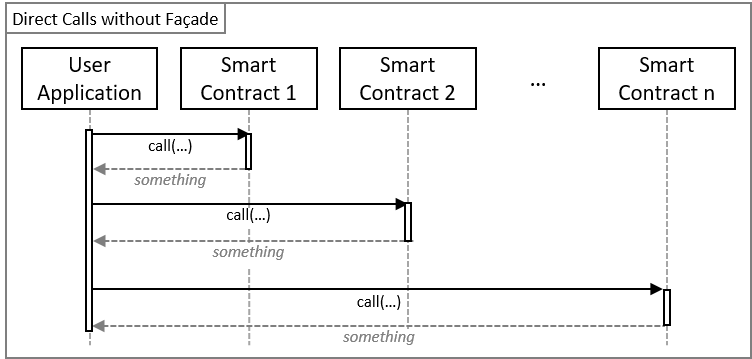 Direct Calls without Façade
User
Application
Smart
Contract 1
Smart
Contract 2
...
Smart
Contract n
call(...)
something
call(...)
something
call(...)
something